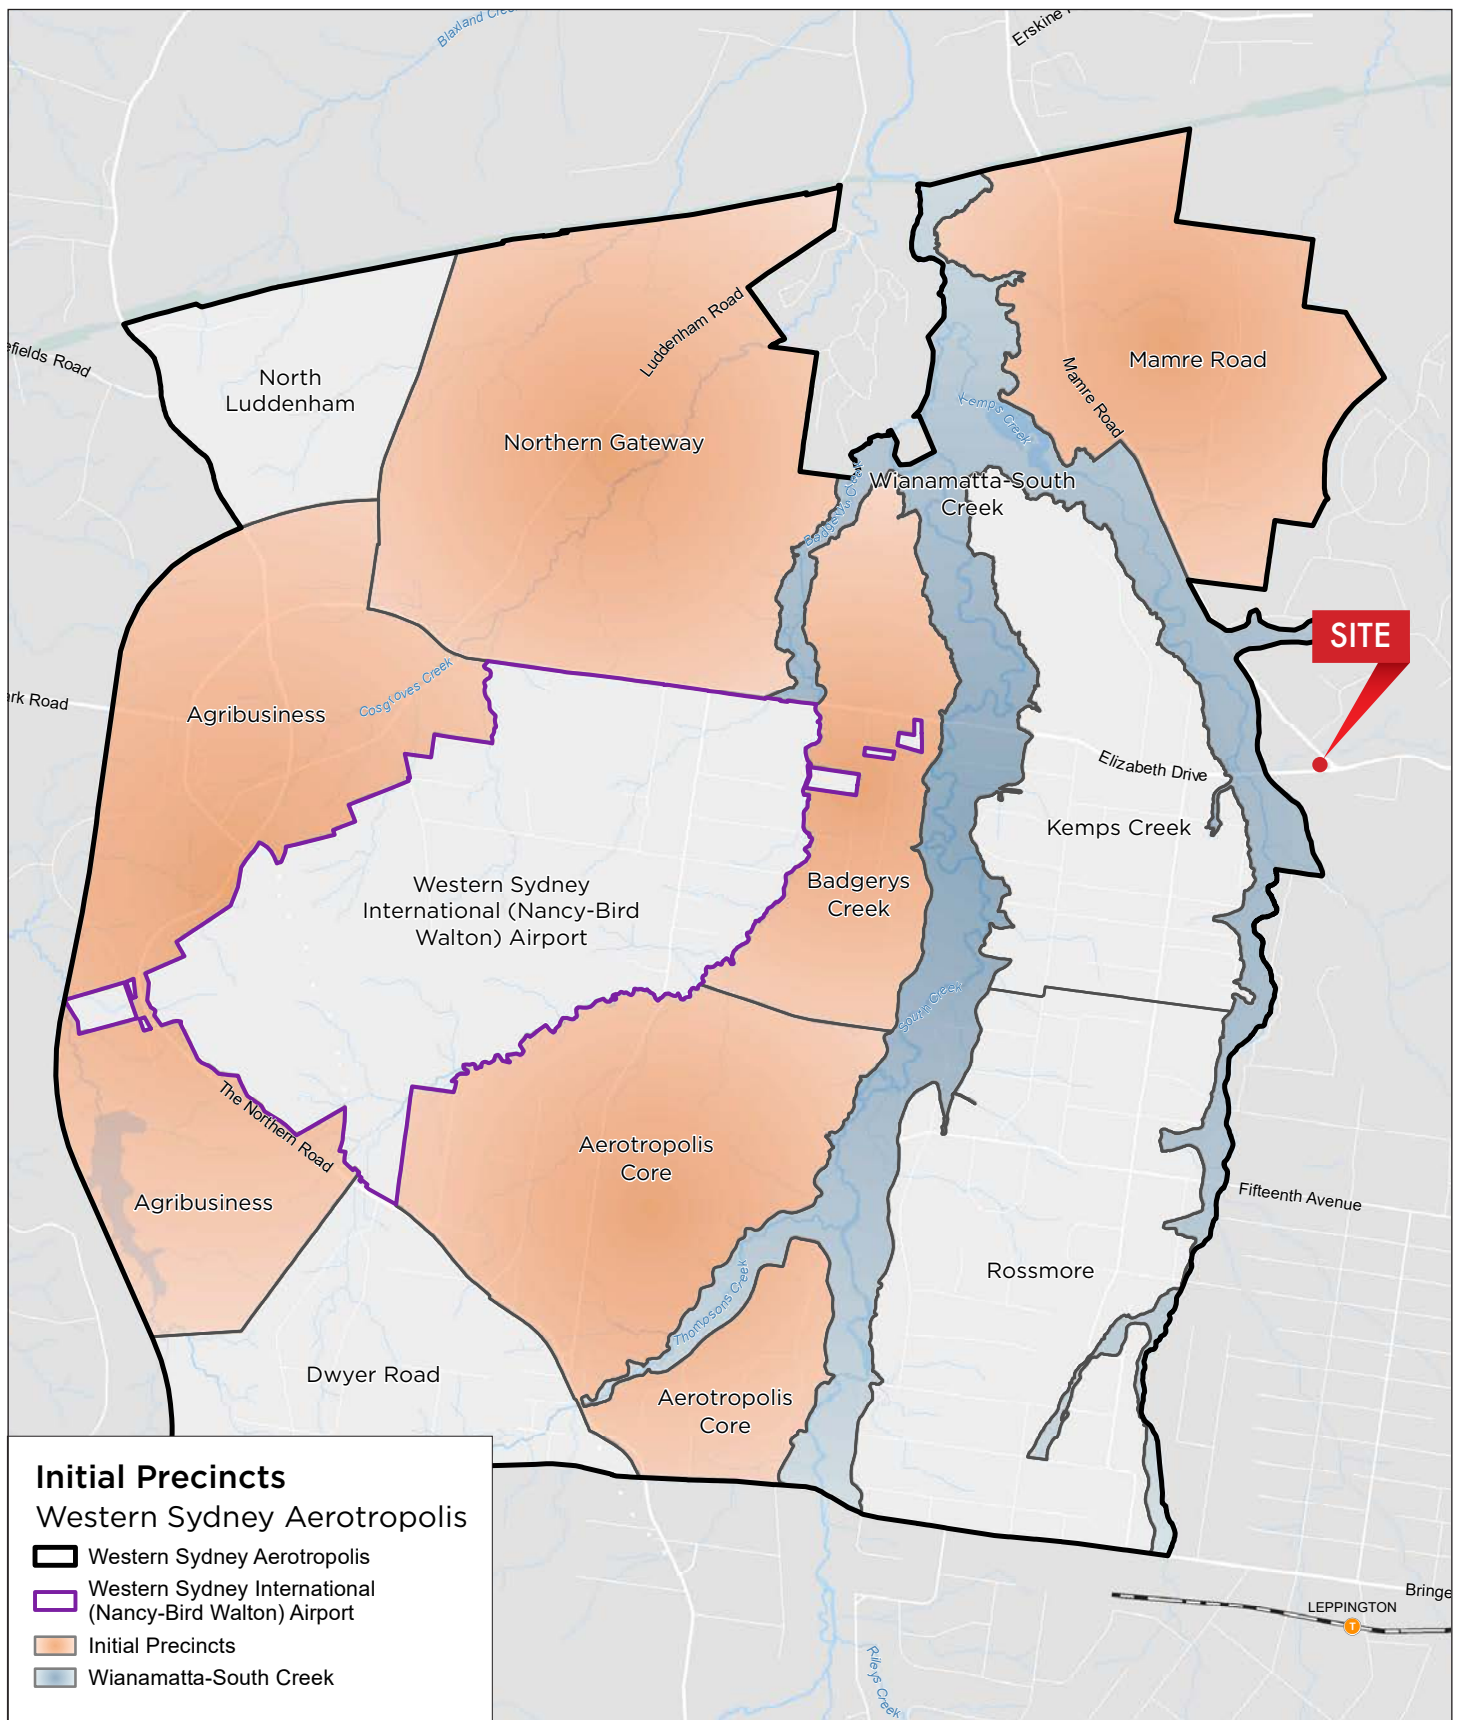 Blaxland Cree
Erskine
efields Road
North
Luddenham
Luddenham Road
Mamre Road
Mamre Road
Northern Gateway
Kemps Creek
Wianamatta-South
Creek
Badgerys Creek
SITE
ark Road
Agribusiness
Cosgroves Creek
Elizabeth Drive
Kemps Creek
Western Sydney
International (Nancy-Bird
Walton) Airport
Badgerys
Creek
South Creek
The Northern Road
Aerotropolis
Core
Agribusiness
Fifteenth Avenue
Rossmore
Thompsons Creek
Dwyer Road
Aerotropolis
Core
Initial Precincts
Western Sydney Aerotropolis
Western Sydney Aerotropolis
Western Sydney International
(Nancy-Bird Walton) Airport
Initial Precincts
Wianamatta-South Creek
Bringe
LEPPINGTON
T
Rileys Creek